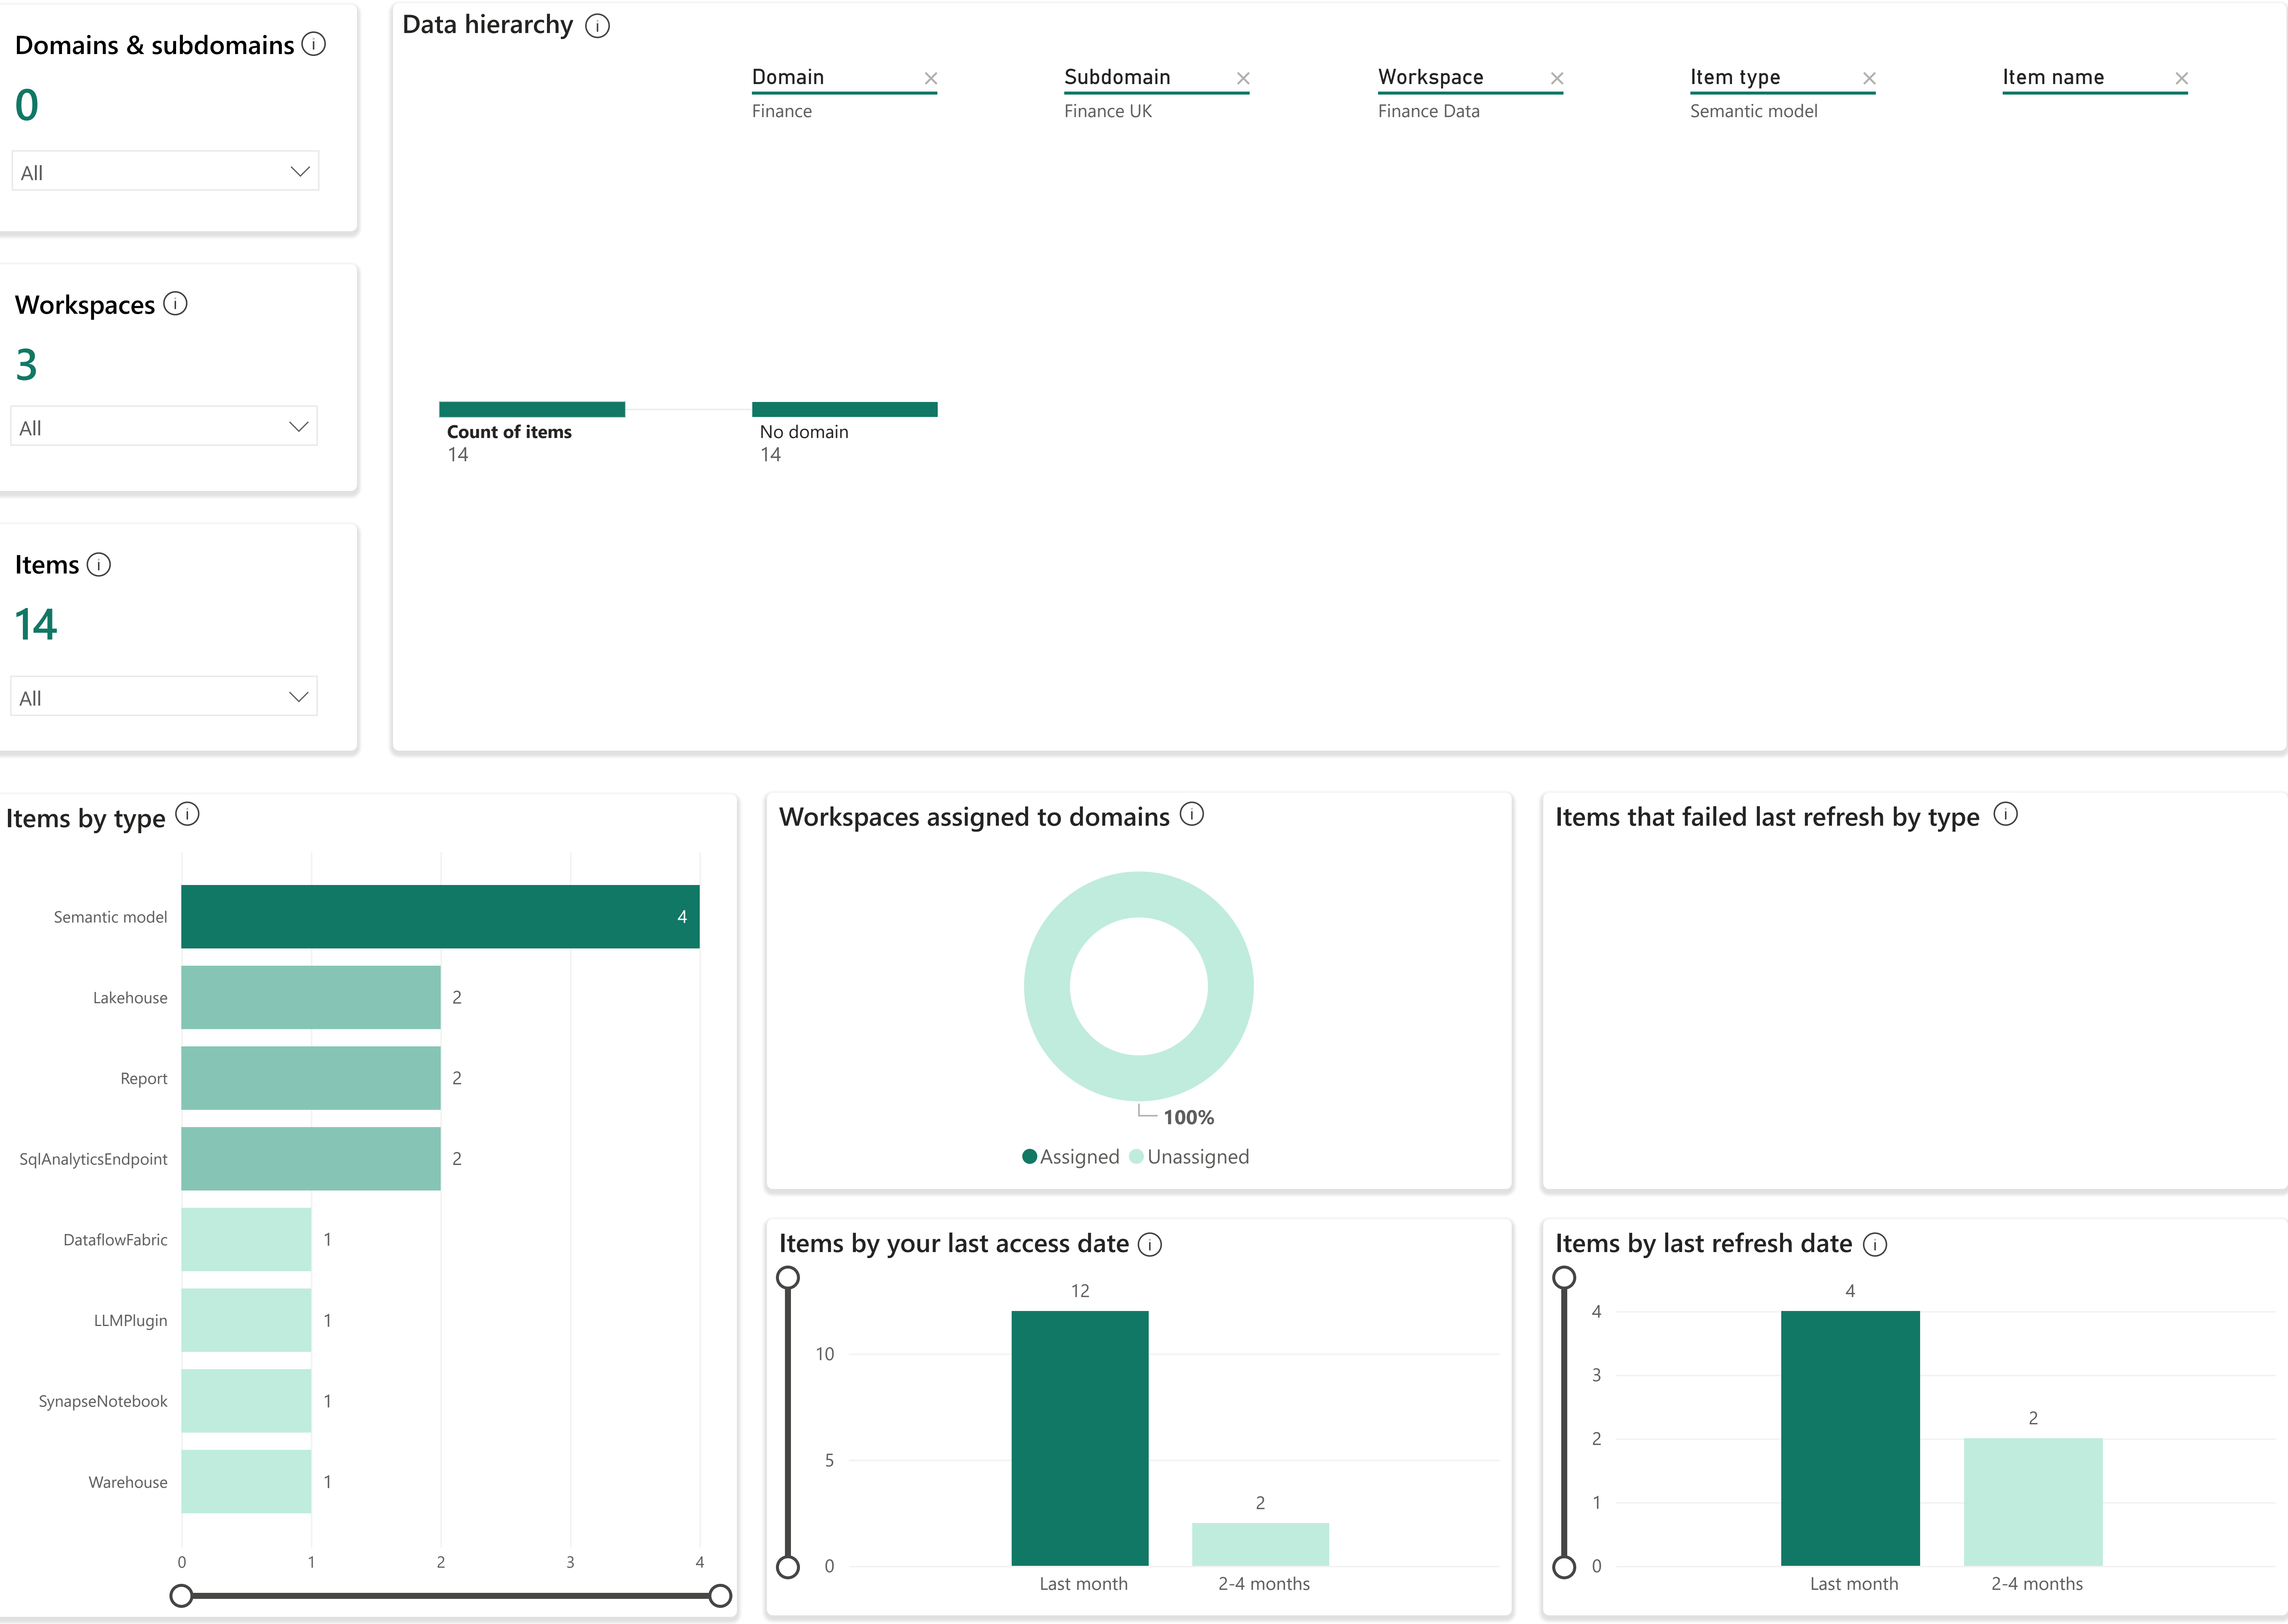 Domains & subdomains
0
All
Workspaces
3
All
Items
14
All
Data hierarchy
Domain
Finance
Subdomain
Finance UK
Workspace
Finance Data
Item type
Semantic model
Item name
Count of items
14
No domain
14
Items by type
Semantic model 4
Lakehouse 2
Report 2
SqlAnalyticsEndpoint 2
DataflowFabric 1
LLMPlugin 1
SynapseNotebook 1
Warehouse 1
0 1 2 3 4
Workspaces assigned to domains
100%
Assigned Unassigned
Items that failed last refresh by type
Items by your last access date
12
10
5
2
0
Last month 2-4 months
Items by last refresh date
4
4
3
2
2
1
0
Last month 2-4 months